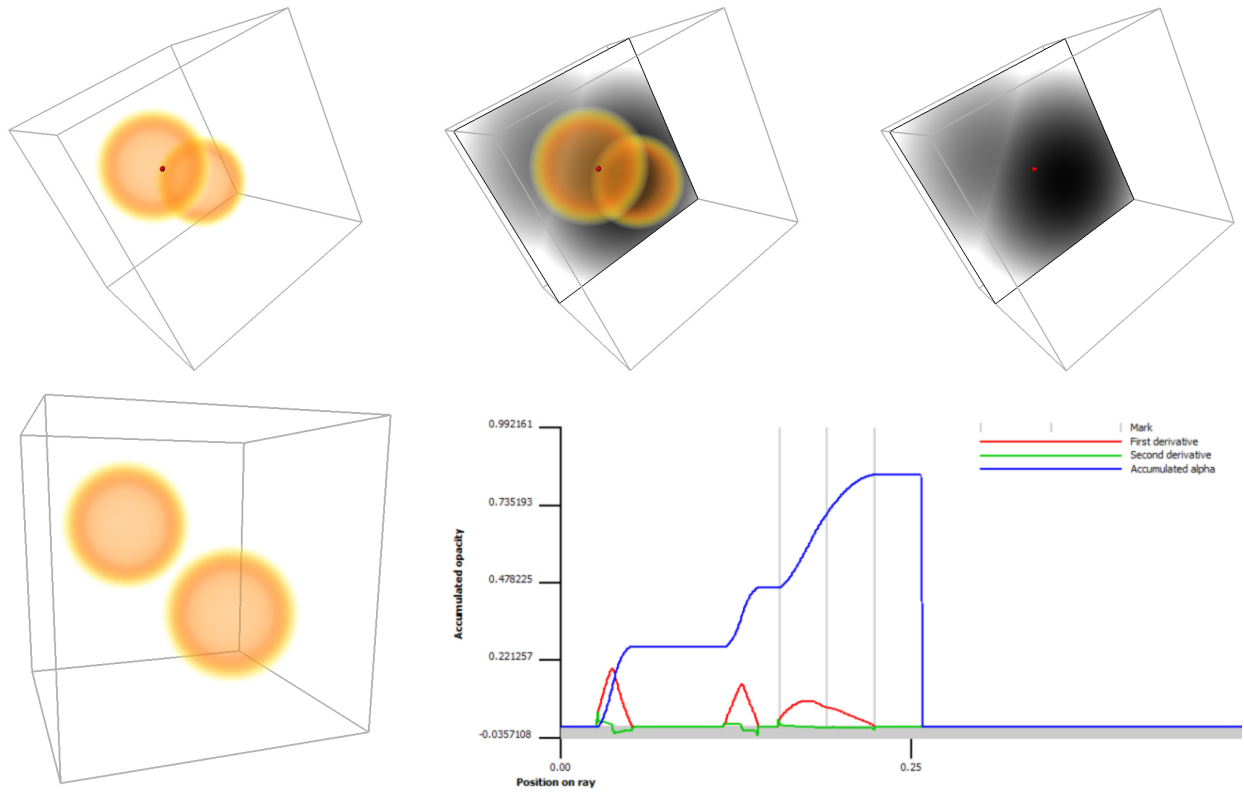 0.992161
0.735193
0.478225
0.221257
-0.0357108
Accumulated opacity
0.00
0.25
Position on ray
Mark
First derivative
Second derivative
Accumulated alpha